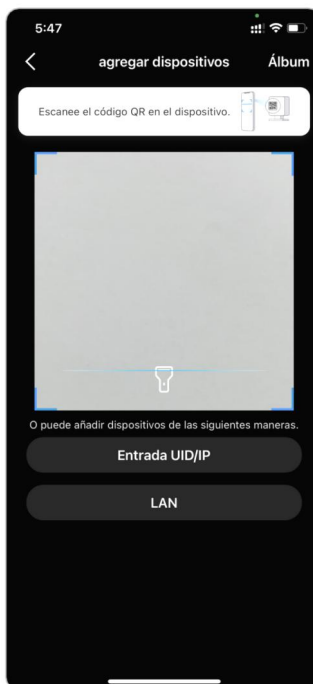 5:47
agregar dispositivos Álbum
Escanee el código QR en el dispositivo.
O puede añadir dispositivos de las siguientes maneras.
Entrada UID/IP
LAN